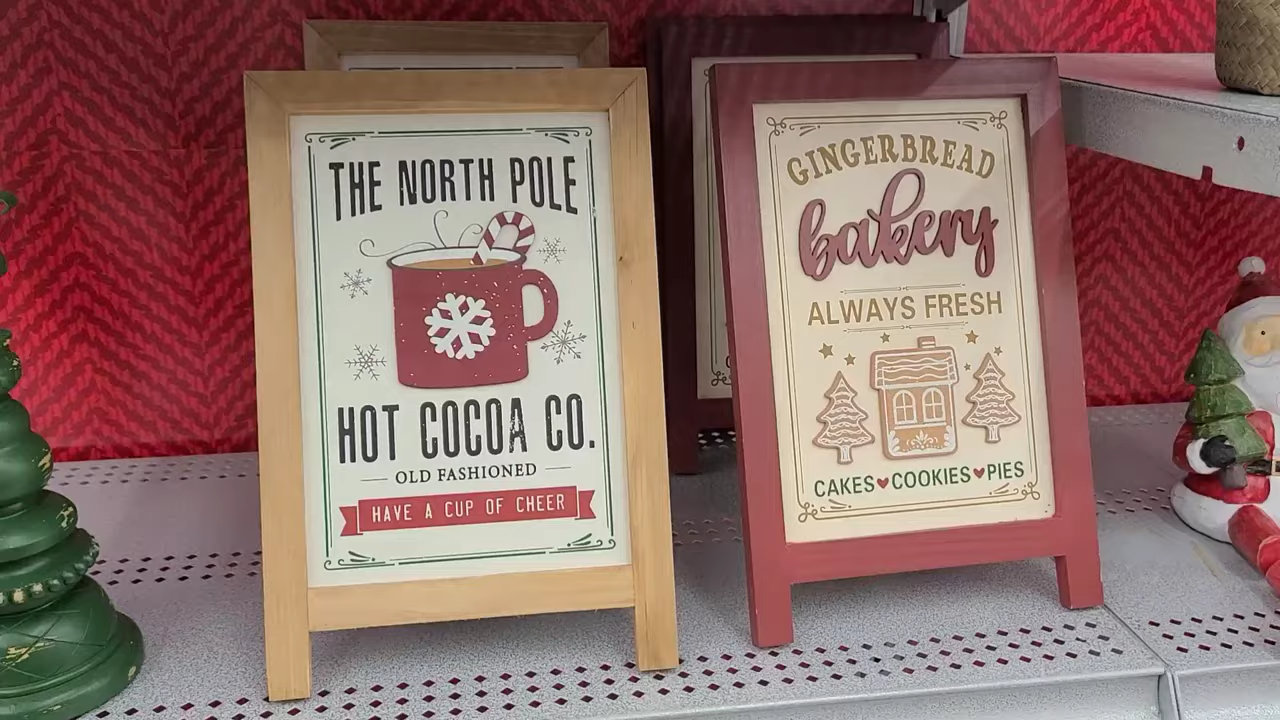 THE NORTH POLE
HOT COCOA CO.
OLD FASHIONED
HAVE A CUP OF CHEER
GINGERBREAD
bakery
ALWAYS FRESH
CAKES♥COOKIES♥PIES